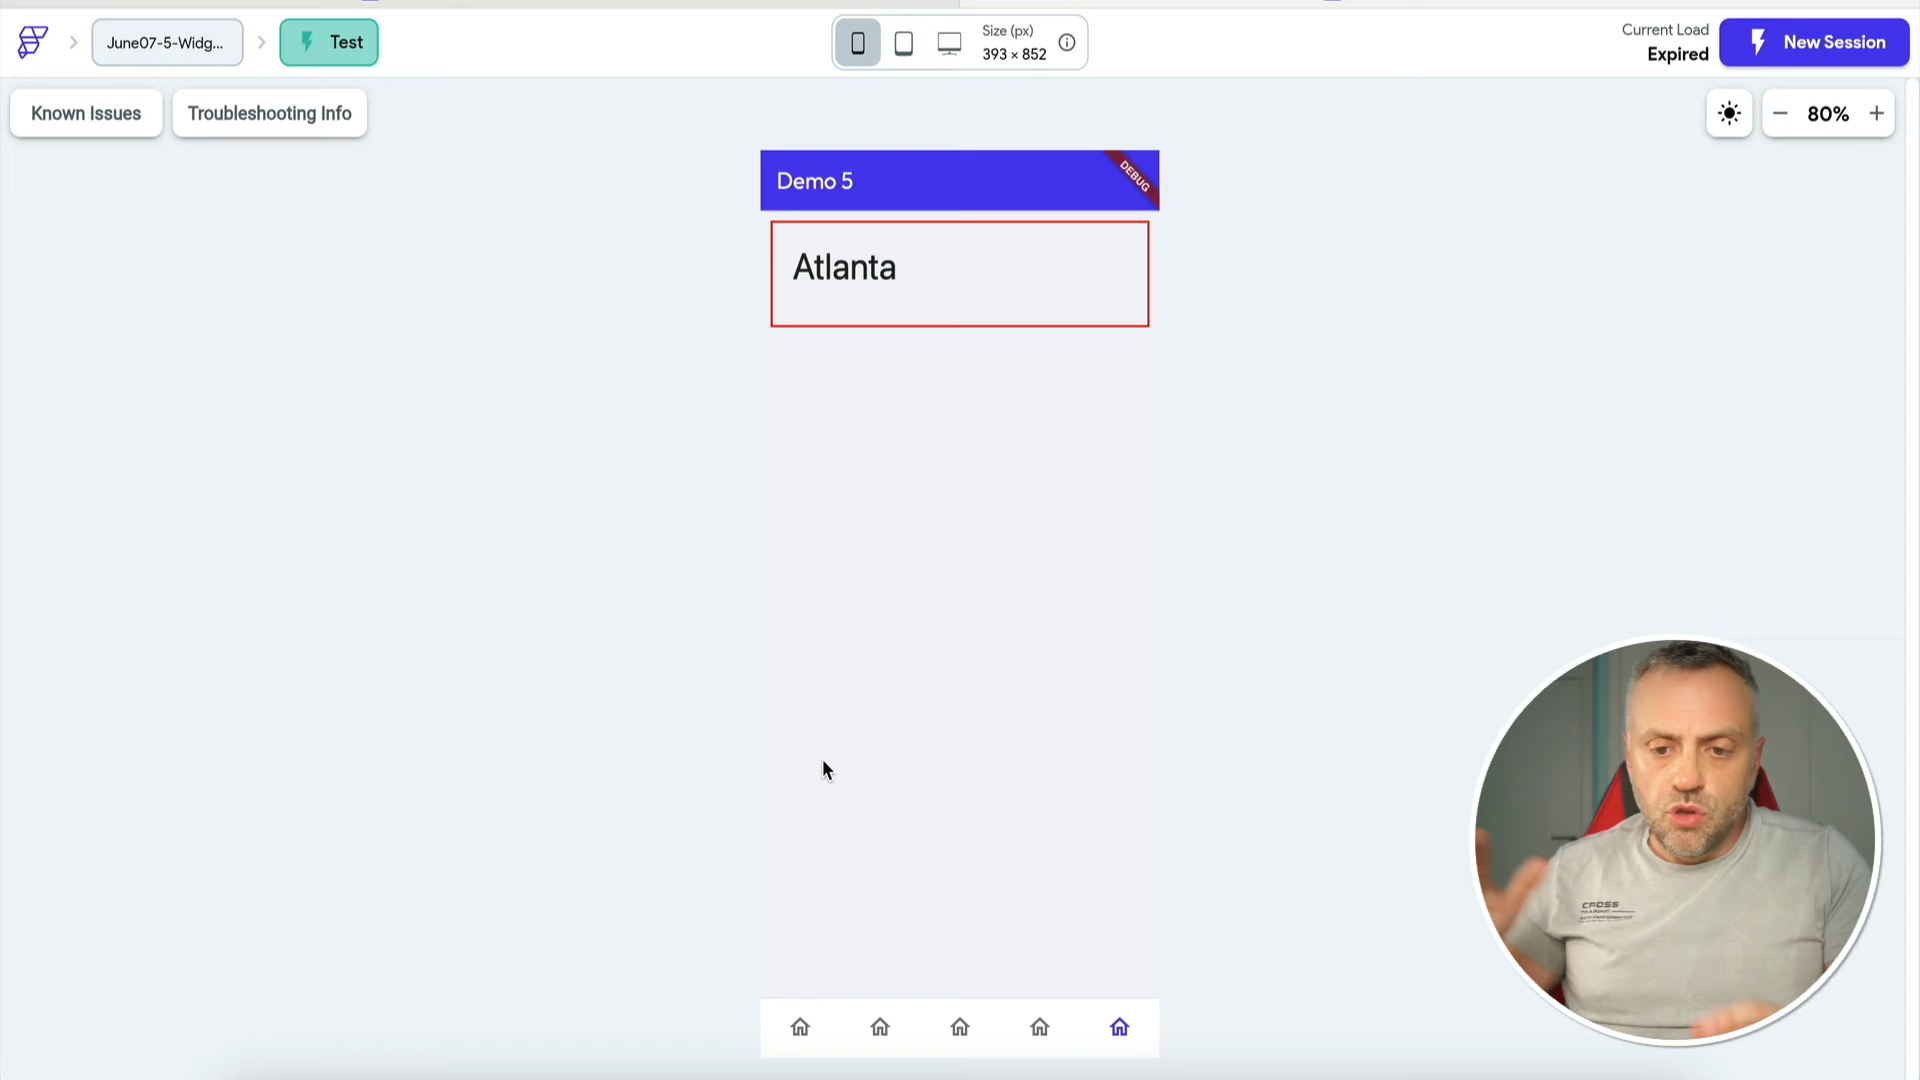 June07-5-Widg...
Test
Size (px)
393 × 852
Current Load
Expired
New Session
Known Issues
Troubleshooting Info
80%
Demo 5
DEBUG
Atlanta
CROSS